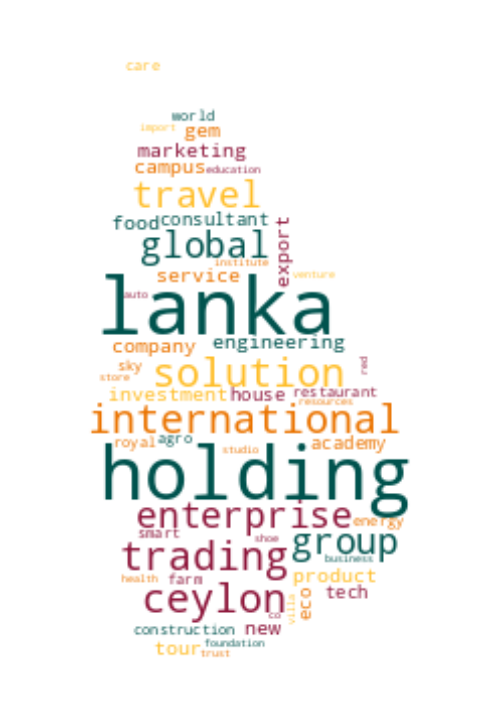 care
world
import gem
marketing
campus education
travel
food consultant
global export
institute
service venture
lanka
auto
company engineering
sky solution red
store
investment house restaurant
resources
international
royal agro academy
studio
holding
enterprise energy
smart shoe group
trading business
health farm product
ceylon eco tech
villa
co
construction new
foundation
tour trust